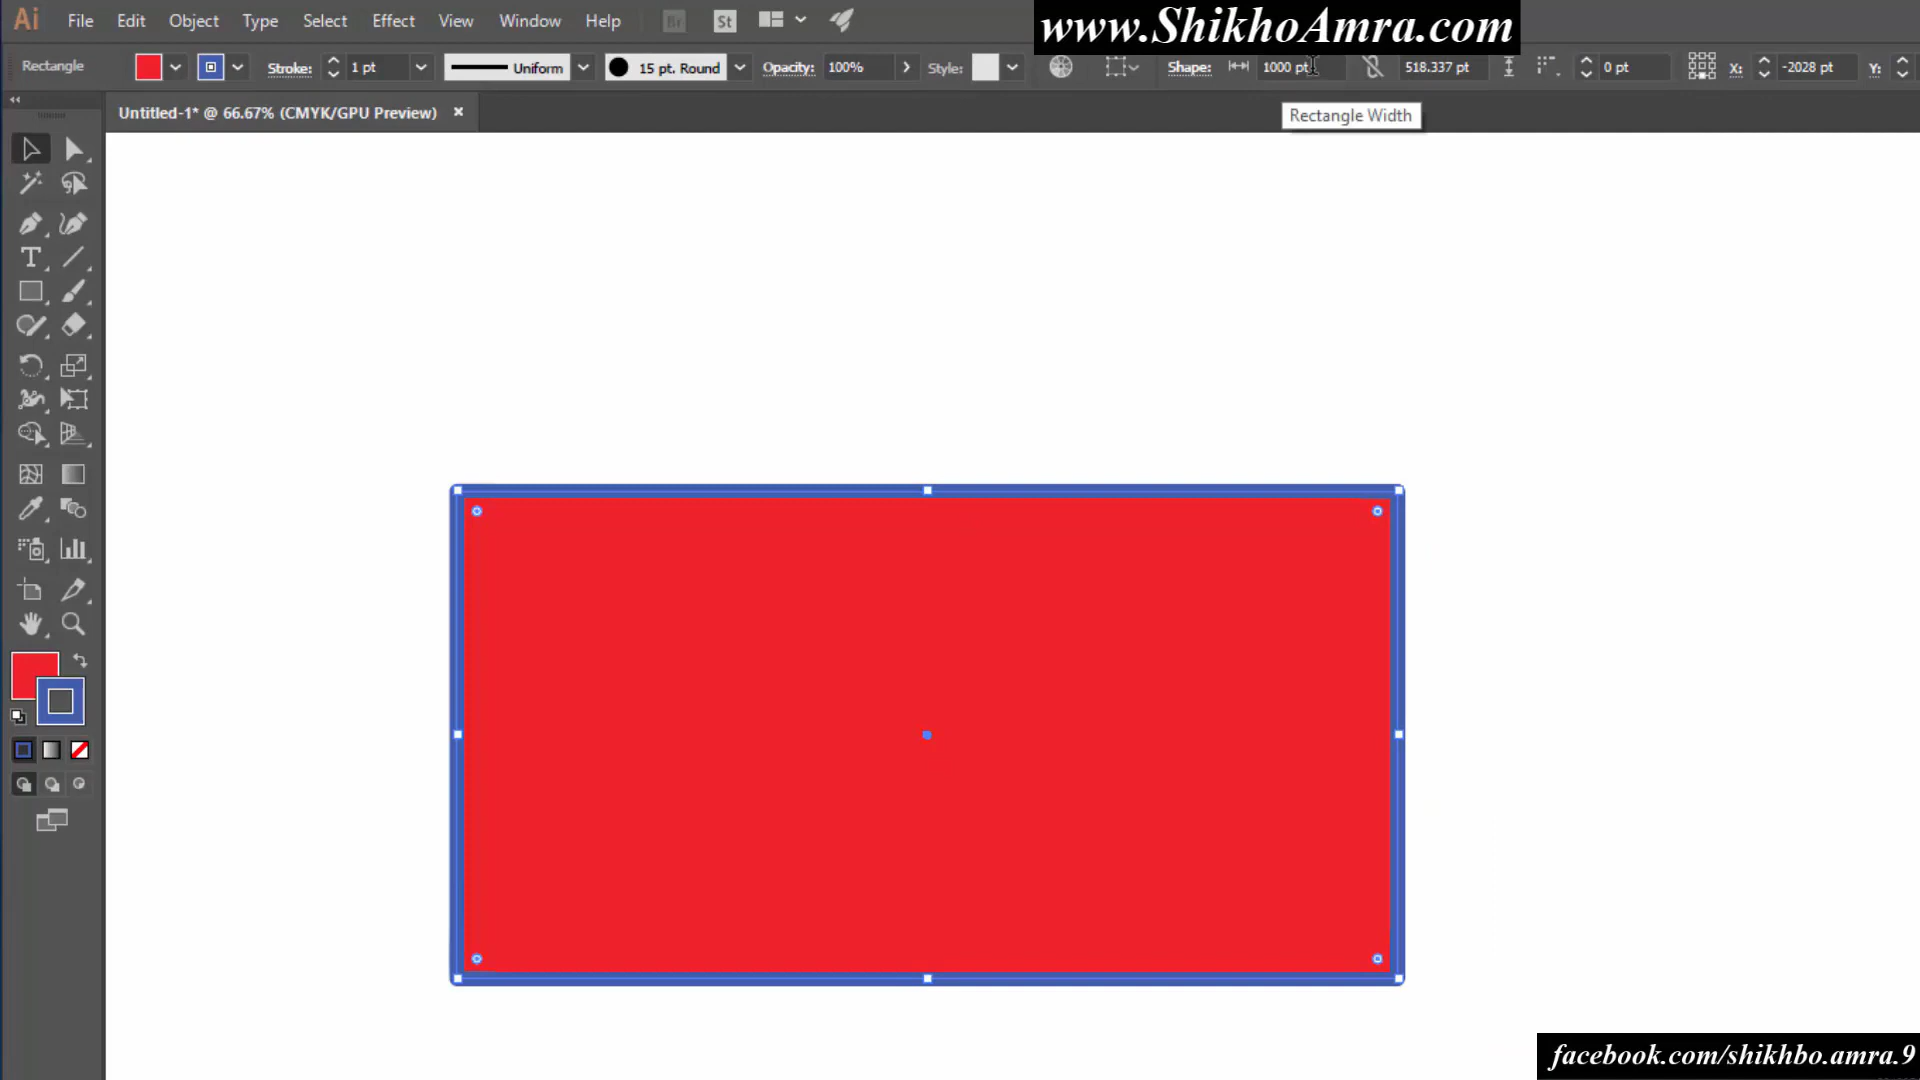 Ai File Edit Object Type Select Effect View Window Help Br St
www.ShikhoAmra.com
Rectangle Stroke: 1 pt Uniform 15 pt. Round Opacity: 100% Style: Shape: 1000 pt 518.337 pt 0 pt X: -2028 pt Y:
Untitled-1* @ 66.67% (CMYK/GPU Preview) ×
Rectangle Width
facebook.com/shikhbo.amra.9